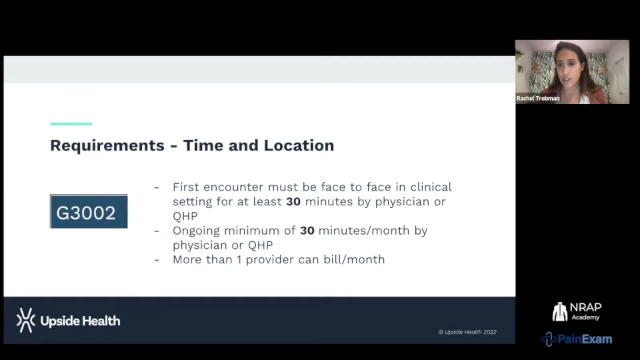 Rachel Trobman
Requirements - Time and Location
G3002
- First encounter must be face to face in clinical
setting for at least 30 minutes by physician or
QHP
- Ongoing minimum of 30 minutes/month by
physician or QHP
- More than 1 provider can bill/month
Upside Health
© Upside Health 2022
NRAP
Academy
PainExam